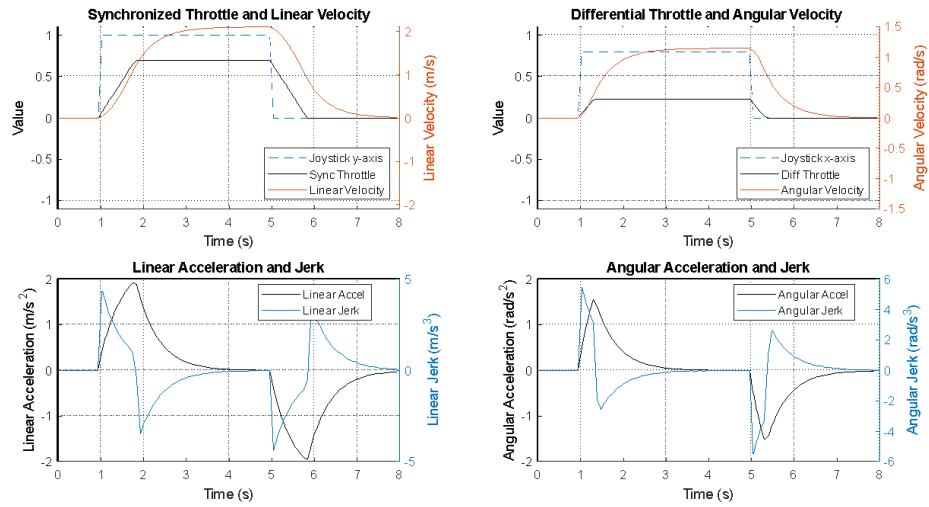 Synchronized Throttle and Linear Velocity
Value
1
0.5
0
-0.5
-1
2
1
0
-1
-2
Linear Velocity (m/s)
Joystick y-axis
Sync Throttle
Linear Velocity
0 1 2 3 4 5 6 7 8
Time (s)
Differential Throttle and Angular Velocity
Value
1
0.5
0
-0.5
-1
1.5
1
0.5
0
-0.5
-1
-1.5
Angular Velocity (rad/s)
Joystick x-axis
Diff Throttle
Angular Velocity
0 1 2 3 4 5 6 7 8
Time (s)
Linear Acceleration and Jerk
Linear Acceleration (m/s²)
2
1
0
-1
-2
5
0
-5
Linear Jerk (m/s³)
Linear Accel
Linear Jerk
0 1 2 3 4 5 6 7 8
Time (s)
Angular Acceleration and Jerk
Angular Acceleration (rad/s²)
2
1
0
-1
-2
6
4
2
0
-2
-4
-6
Angular Jerk (rad/s³)
Angular Accel
Angular Jerk
0 1 2 3 4 5 6 7 8
Time (s)